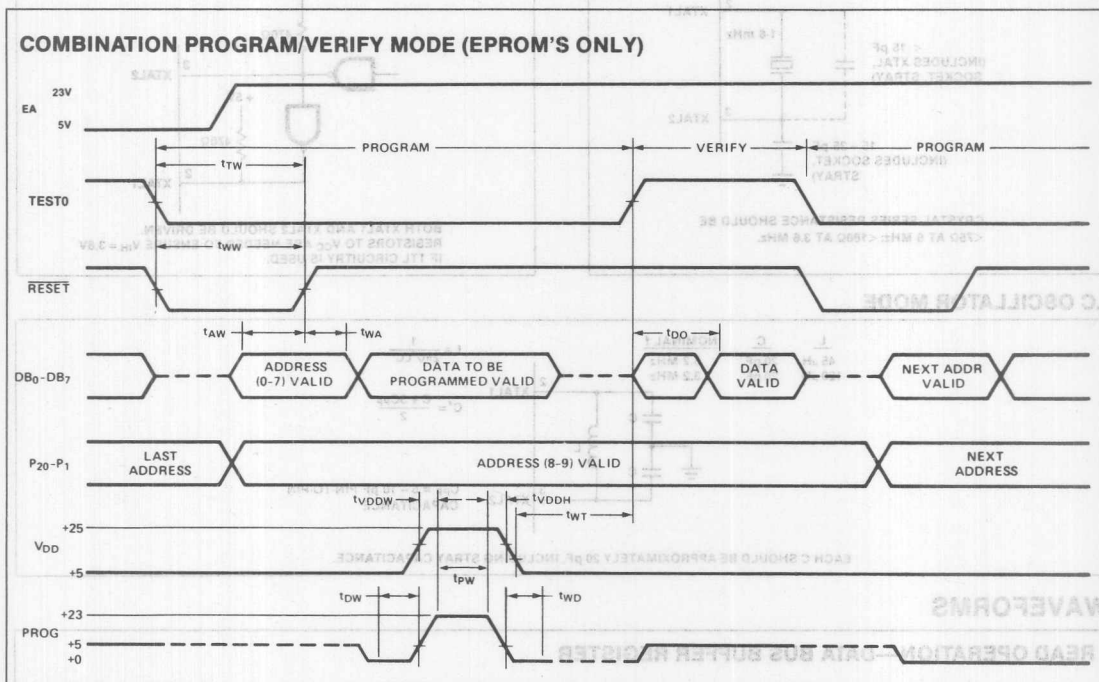 COMBINATION PROGRAM/VERIFY MODE (EPROM'S ONLY)
EA
23V
5V
PROGRAM
VERIFY
PROGRAM
tTW
TEST0
tWW
RESET
tAW
tWA
tDO
DB0-DB7
ADDRESS (0-7) VALID
DATA TO BE PROGRAMMED VALID
DATA VALID
NEXT ADDR VALID
P20-P1
LAST ADDRESS
ADDRESS (8-9) VALID
NEXT ADDRESS
tVDDW
tVDDH
tWT
VDD
+25
+5
tPW
tDW
tWD
PROG
+23
+5
+0